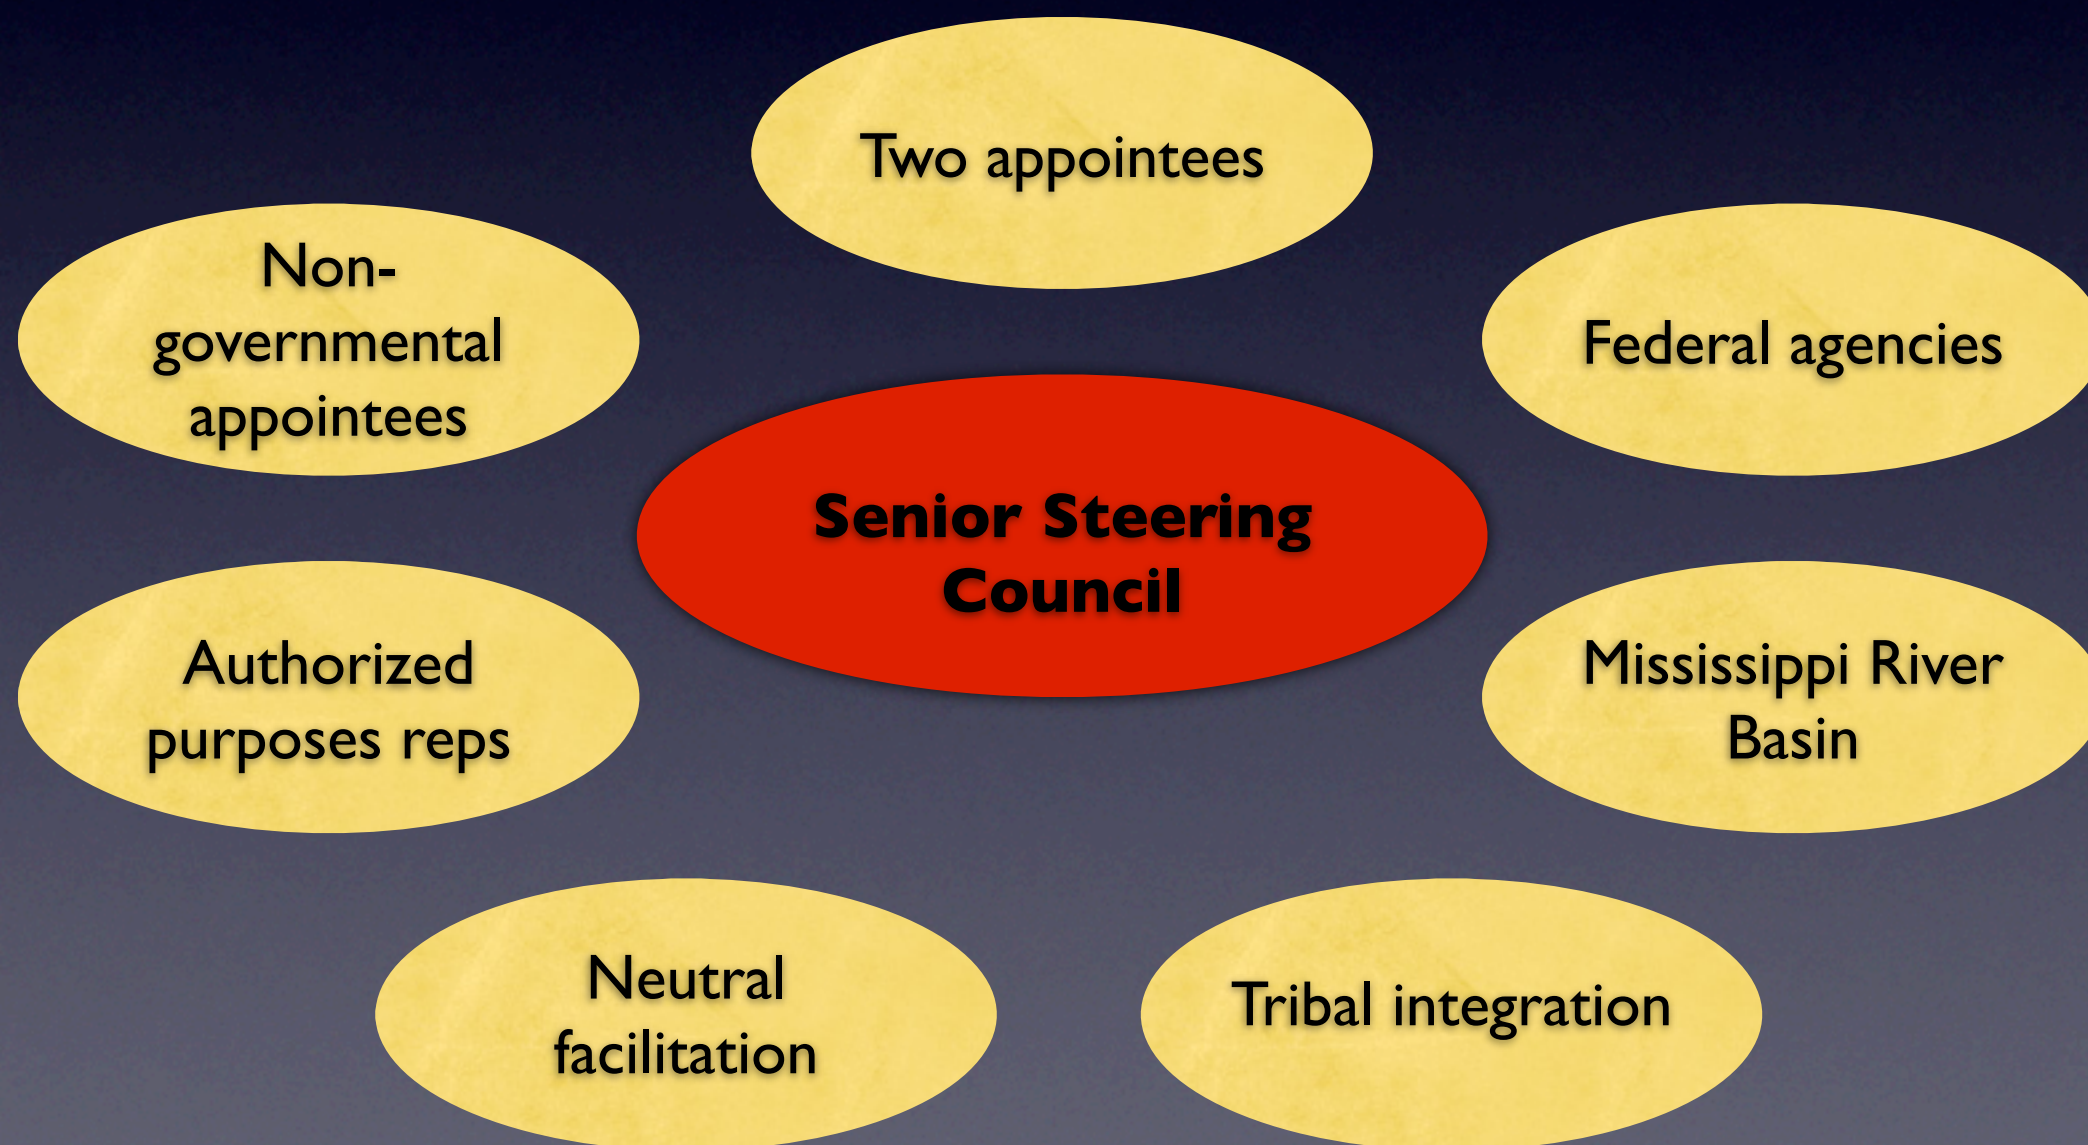 Two appointees
Non-
governmental
appointees
Federal agencies
Senior Steering
Council
Authorized
purposes reps
Mississippi River
Basin
Neutral
facilitation
Tribal integration